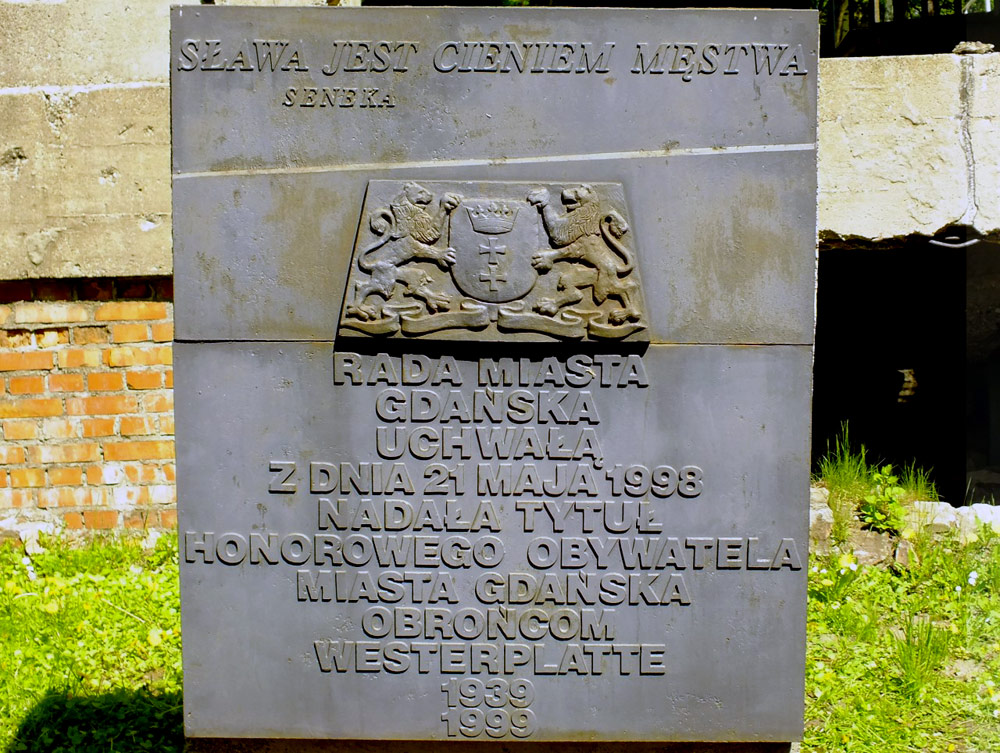 SŁAWA JEST CIENIEM MĘSTWA
SENEKA
RADA MIASTA
GDAŃSKA
UCHWAŁĄ
Z DNIA 21 MAJA 1998
NADAŁA TYTUŁ
HONOROWEGO OBYWATELA
MIASTA GDAŃSKA
OBROŃCOM
WESTERPLATTE
1939
1999